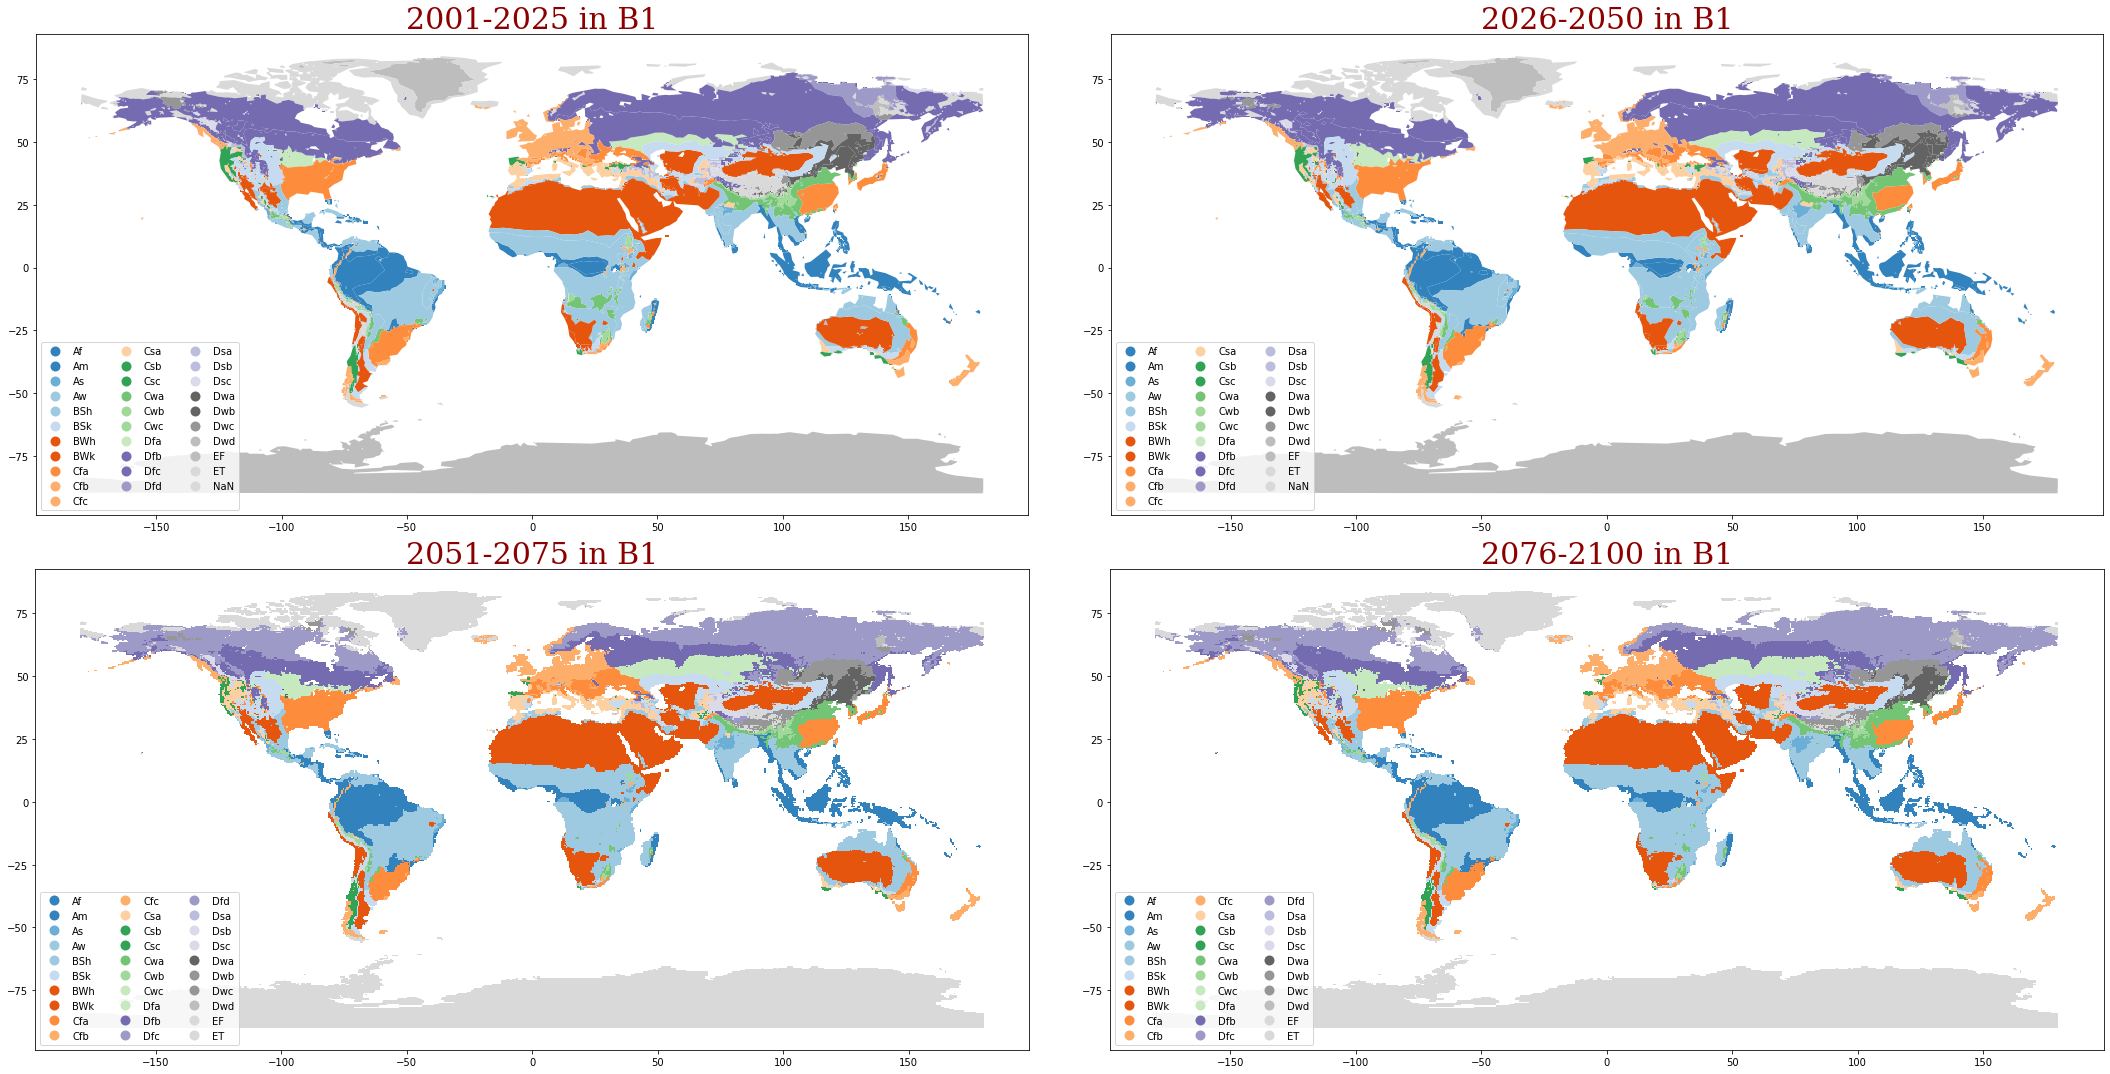 2001-2025 in B1
75
50
25
0
−25
−50
−75
Af Csa Dsa
Am Csb Dsb
As Csc Dsc
Aw Cwa Dwa
BSh Cwb Dwb
BSk Cwc Dwc
BWh Dfa Dwd
BWk Dfb EF
Cfa Dfc ET
Cfb Dfd NaN
Cfc
−150 −100 −50 0 50 100 150
2026-2050 in B1
75
50
25
0
−25
−50
−75
Af Csa Dsa
Am Csb Dsb
As Csc Dsc
Aw Cwa Dwa
BSh Cwb Dwb
BSk Cwc Dwc
BWh Dfa Dwd
BWk Dfb EF
Cfa Dfc ET
Cfb Dfd NaN
Cfc
−150 −100 −50 0 50 100 150
2051-2075 in B1
75
50
25
0
−25
−50
−75
Af Cfc Dfd
Am Csa Dsa
As Csb Dsb
Aw Csc Dsc
BSh Cwa Dwa
BSk Cwb Dwb
BWh Cwc Dwc
BWk Dfa Dwd
Cfa Dfb EF
Cfb Dfc ET
−150 −100 −50 0 50 100 150
2076-2100 in B1
75
50
25
0
−25
−50
−75
Af Cfc Dfd
Am Csa Dsa
As Csb Dsb
Aw Csc Dsc
BSh Cwa Dwa
BSk Cwb Dwb
BWh Cwc Dwc
BWk Dfa Dwd
Cfa Dfb EF
Cfb Dfc ET
−150 −100 −50 0 50 100 150